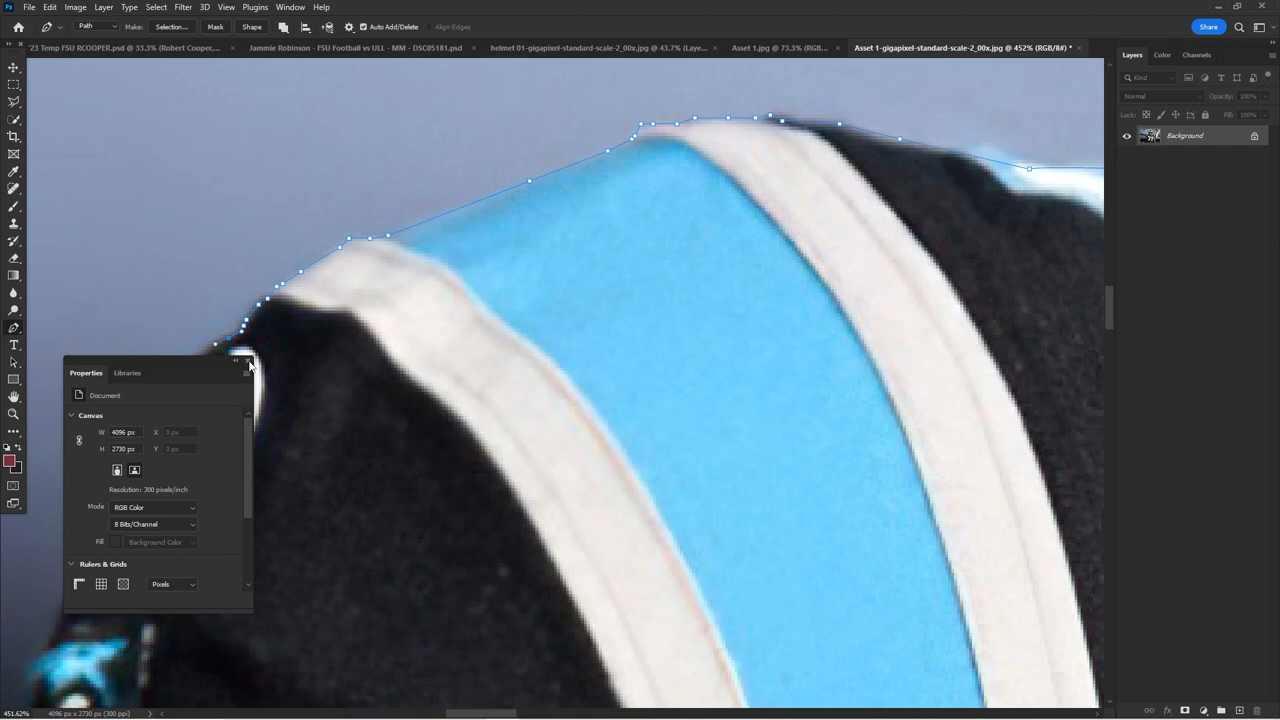 Ps File Edit Image Layer Type Select Filter 3D View Plugins Window Help
Path Make: Selection... Mask Shape Auto Add/Delete Align Edges Share
'23 Temp FSU RCOOPER.psd @ 33.3% (Robert Cooper,... × Jammie Robinson - FSU Football vs ULL - MM - DSC05181.psd × helmet 01-gigapixel-standard-scale-2_00x.jpg @ 43.7% (Laye... × Asset 1.jpg @ 73.3% (RGB... × Asset 1-gigapixel-standard-scale-2_00x.jpg @ 452% (RGB/8#) * ×
Layers Color Channels
Kind
Normal Opacity: 100%
Lock: Fill: 100%
Background
Properties Libraries
Document
Canvas
W 4096 px X 0 px
H 2730 px Y 0 px
Resolution: 300 pixels/inch
Mode RGB Color
8 Bits/Channel
Fill Background Color
Rulers & Grids
Pixels
451.62% 4096 px x 2730 px (300 ppi)